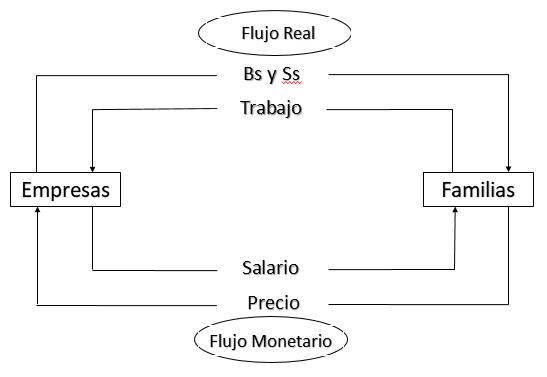 Flujo Real
Bs y Ss
Trabajo
Empresas
Familias
Salario
Precio
Flujo Monetario